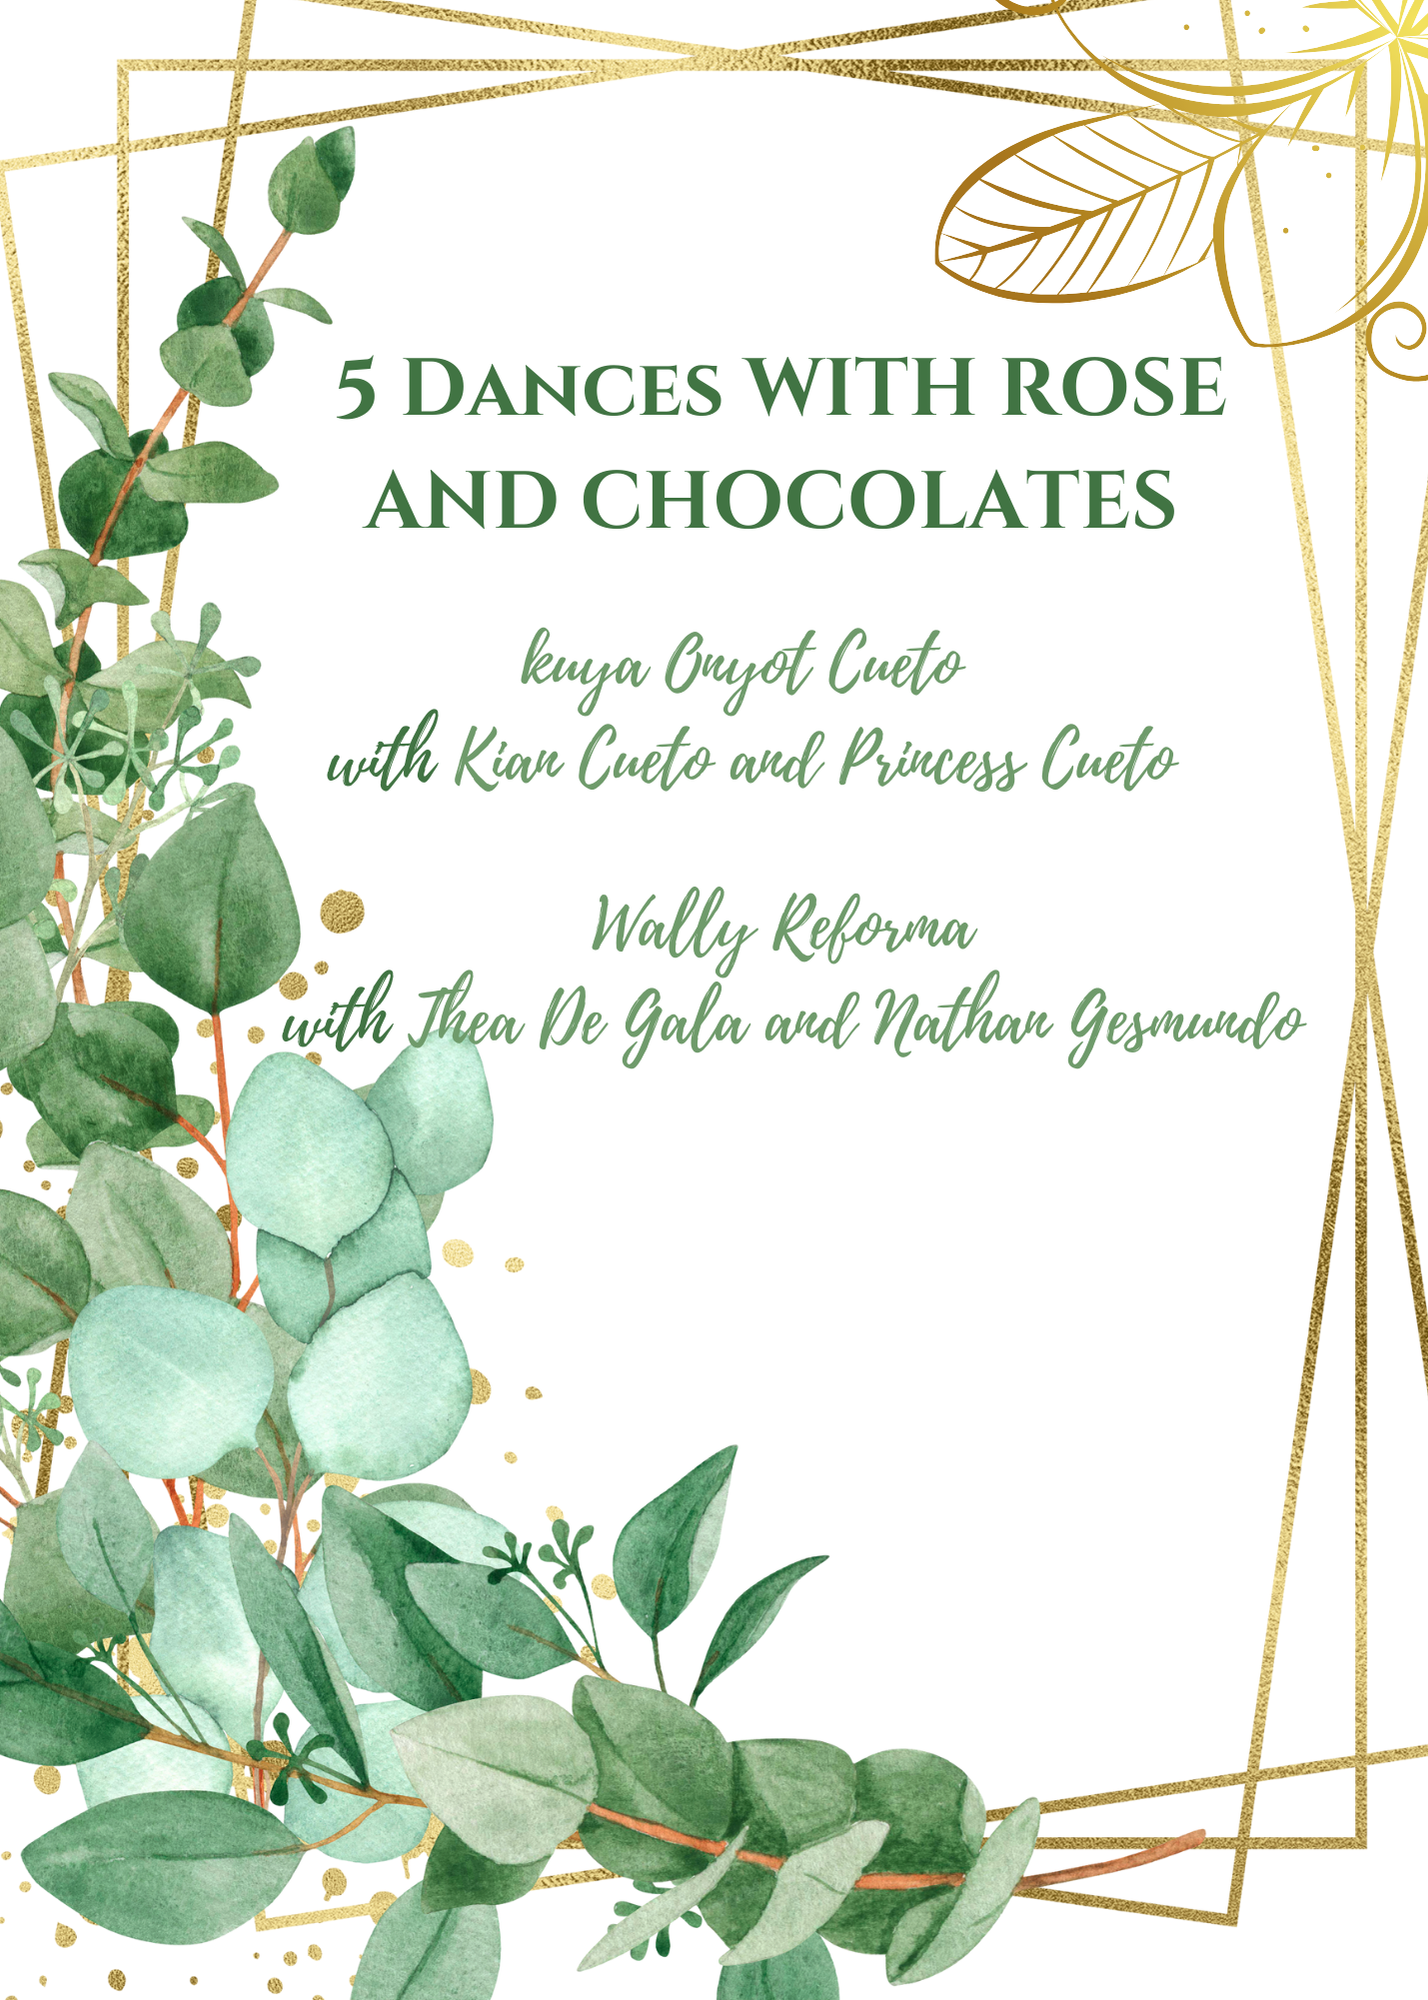 5 Dances WITH ROSE
AND CHOCOLATES
kuya Onyot Cueto
with Kian Cueto and Princess Cueto
Wally Reforma
with Thea De Gala and Nathan Gesmundo